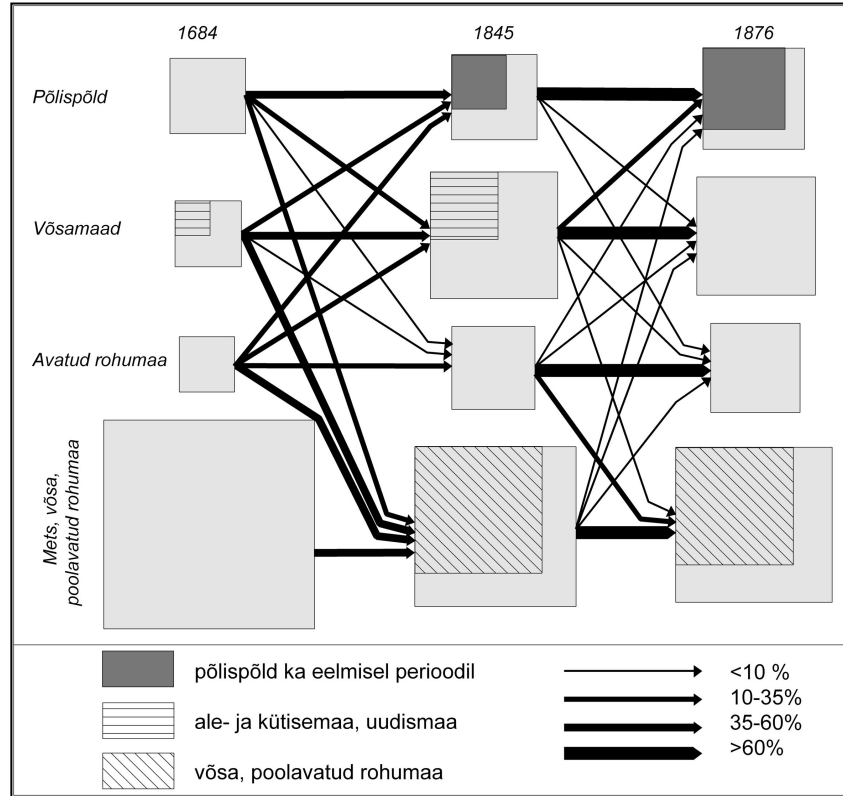 1684 1845 1876
Põlispõld
Võsamaad
Avatud rohumaa
Mets, võsa,
poolavatud rohumaa
põlispõld ka eelmisel perioodil
ale- ja kütisemaa, uudismaa
võsa, poolavatud rohumaa
<10 %
10-35%
35-60%
>60%